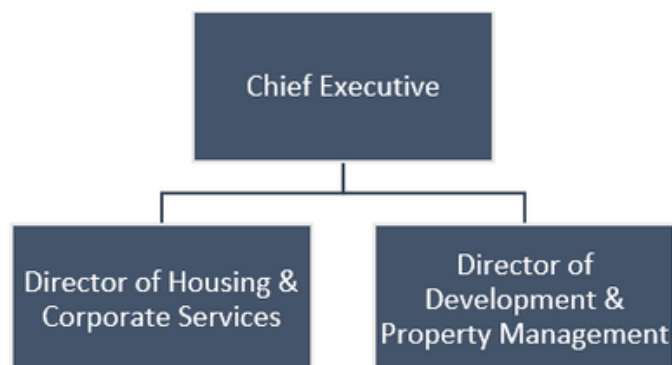 Chief Executive
Director of Housing &
Corporate Services
Director of
Development &
Property Management